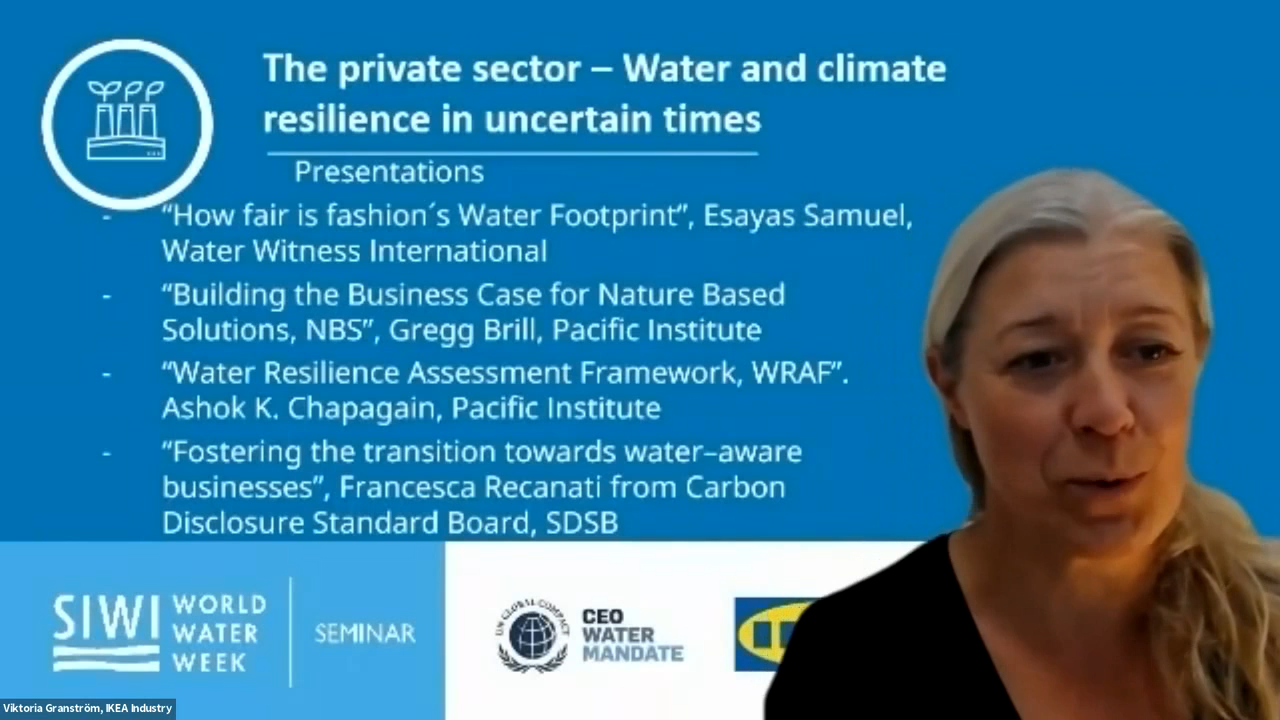 The private sector – Water and climate
resilience in uncertain times
Presentations
- “How fair is fashion´s Water Footprint”, Esayas Samuel,
Water Witness International
- “Building the Business Case for Nature Based
Solutions, NBS”, Gregg Brill, Pacific Institute
- “Water Resilience Assessment Framework, WRAF”.
Ashok K. Chapagain, Pacific Institute
- “Fostering the transition towards water–aware
businesses”, Francesca Recanati from Carbon
Disclosure Standard Board, SDSB
SIWI
WORLD
WATER
WEEK
SEMINAR
UN GLOBAL COMPACT
CEO
WATER
MANDATE
Viktoria Granström, IKEA Industry